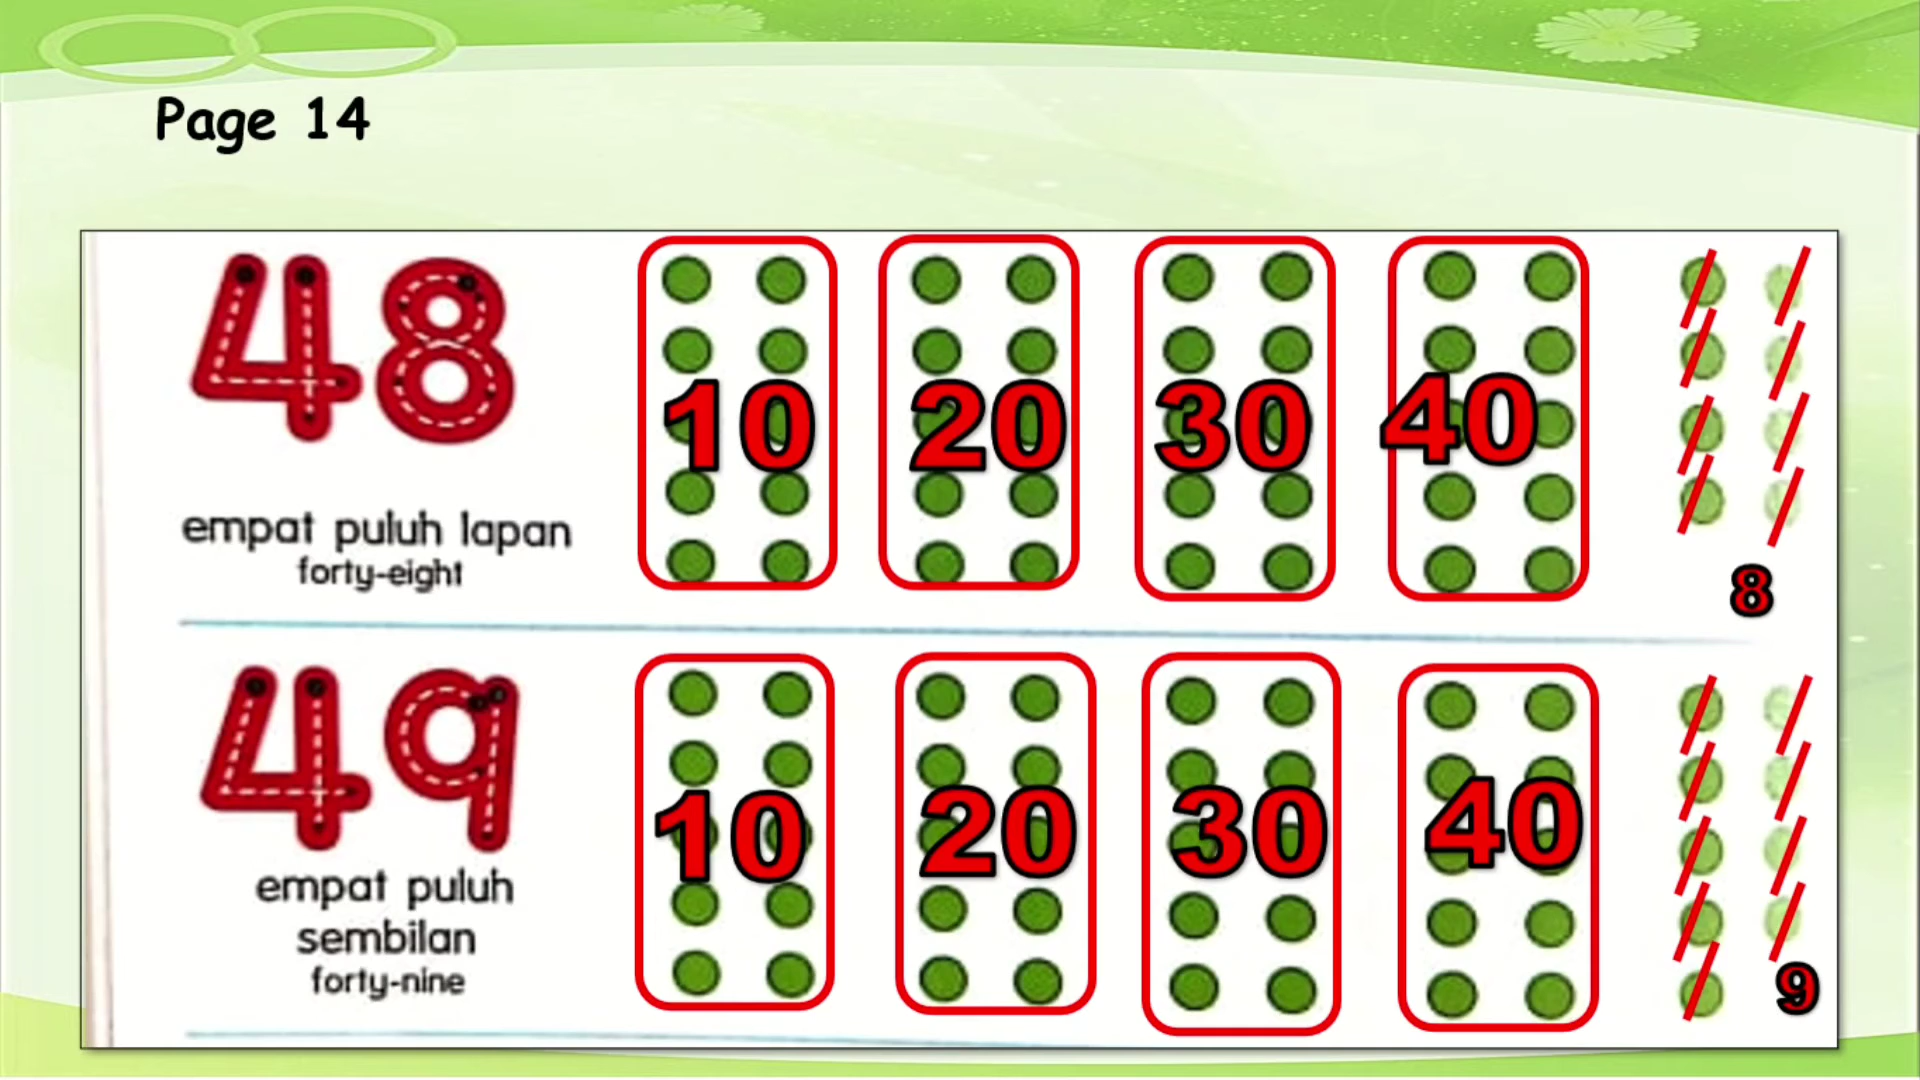 Page 14
48
10 20 30 40
8
empat puluh lapan
forty-eight
49
10 20 30 40
9
empat puluh
sembilan
forty-nine